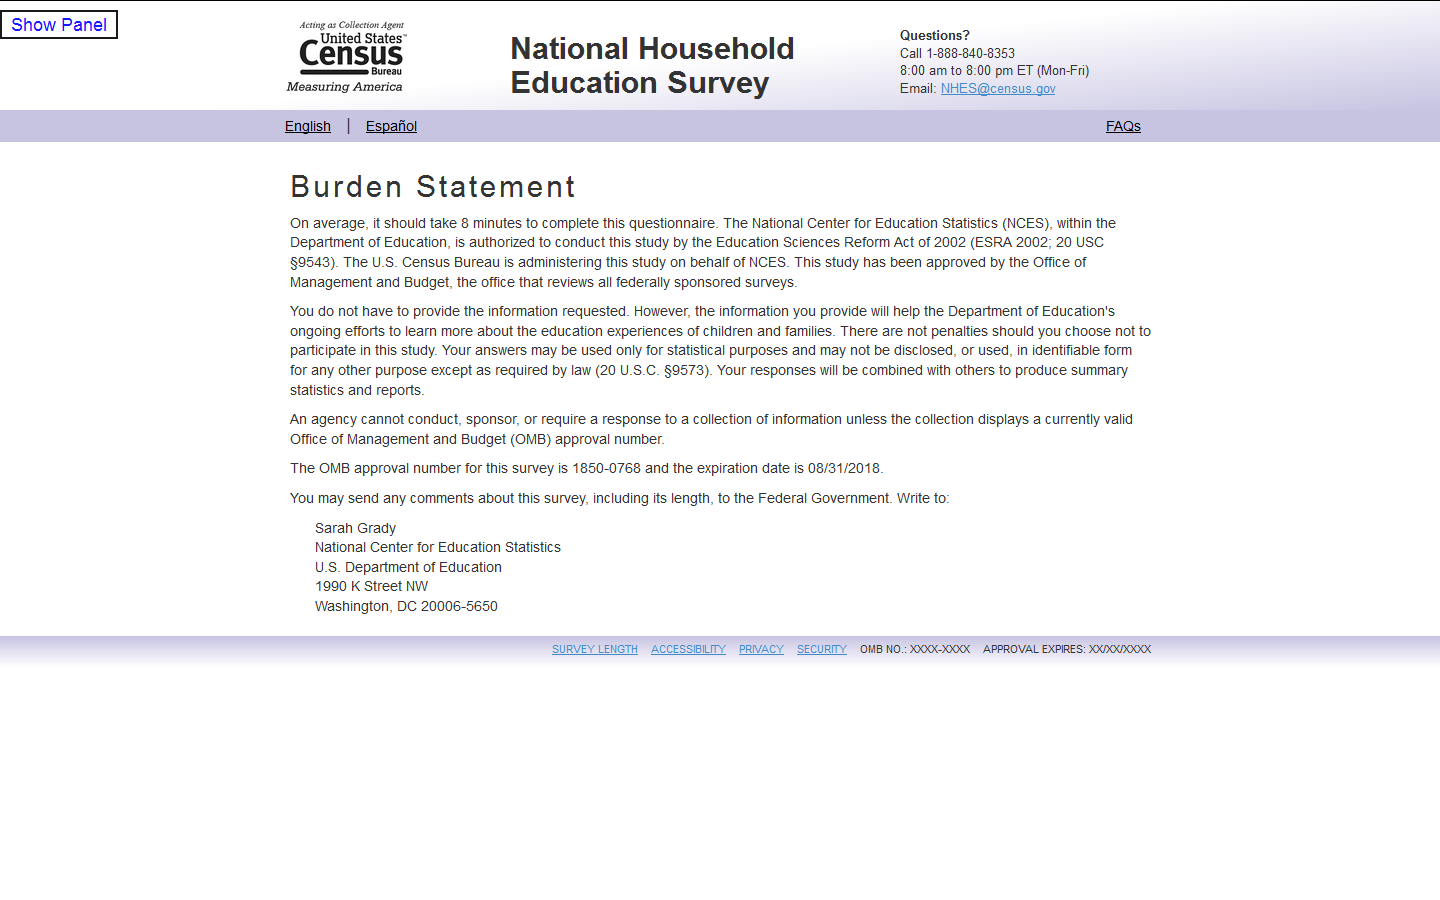 Show Panel
Acting as Collection Agent
United States™
Census
Bureau
Measuring America
National Household
Education Survey
Questions?
Call 1-888-840-8353
8:00 am to 8:00 pm ET (Mon-Fri)
Email: NHES@census.gov
English | Español FAQs
Burden Statement
On average, it should take 8 minutes to complete this questionnaire. The National Center for Education Statistics (NCES), within the
Department of Education, is authorized to conduct this study by the Education Sciences Reform Act of 2002 (ESRA 2002; 20 USC
§9543). The U.S. Census Bureau is administering this study on behalf of NCES. This study has been approved by the Office of
Management and Budget, the office that reviews all federally sponsored surveys.
You do not have to provide the information requested. However, the information you provide will help the Department of Education's
ongoing efforts to learn more about the education experiences of children and families. There are not penalties should you choose not to
participate in this study. Your answers may be used only for statistical purposes and may not be disclosed, or used, in identifiable form
for any other purpose except as required by law (20 U.S.C. §9573). Your responses will be combined with others to produce summary
statistics and reports.
An agency cannot conduct, sponsor, or require a response to a collection of information unless the collection displays a currently valid
Office of Management and Budget (OMB) approval number.
The OMB approval number for this survey is 1850-0768 and the expiration date is 08/31/2018.
You may send any comments about this survey, including its length, to the Federal Government. Write to:
Sarah Grady
National Center for Education Statistics
U.S. Department of Education
1990 K Street NW
Washington, DC 20006-5650
SURVEY LENGTH ACCESSIBILITY PRIVACY SECURITY OMB NO.: XXXX-XXXX APPROVAL EXPIRES: XX/XX/XXXX